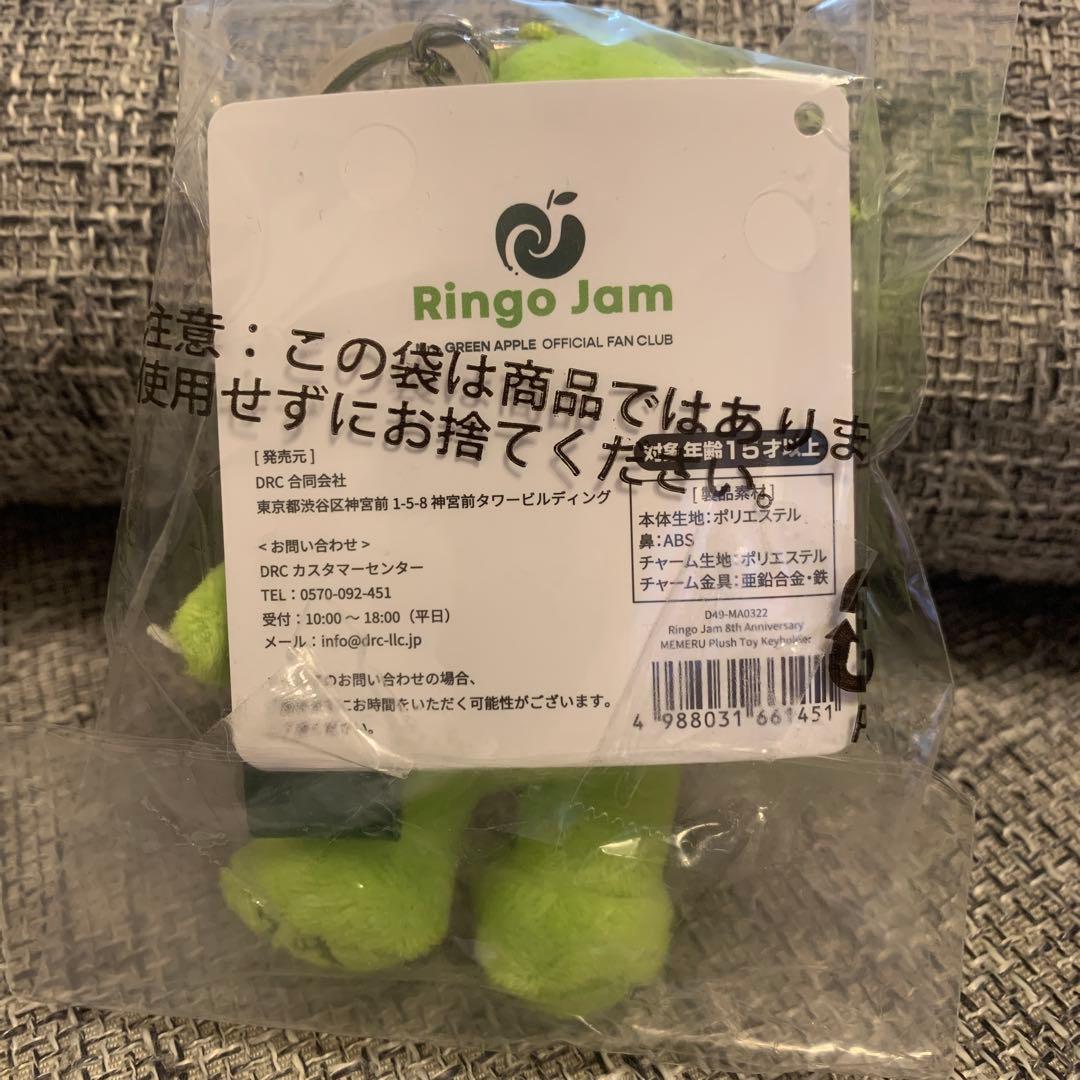 Ringo Jam
GREEN APPLE OFFICIAL FAN CLUB
注意：この袋は商品ではありま
使用せずにお捨てください。
対象年齢15才以上
[ 発売元 ]
DRC 合同会社
東京都渋谷区神宮前 1-5-8 神宮前タワービルディング
< お問い合わせ >
DRC カスタマーセンター
TEL：0570-092-451
受付：10:00 ～ 18:00（平日）
メール：info@drc-llc.jp
のお問い合わせの場合、
にお時間をいただく可能性がございます。
[ 製品素材 ]
本体生地：ポリエステル
鼻：ABS
チャーム生地：ポリエステル
チャーム金具：亜鉛合金・鉄
D49-MA0322
Ringo Jam 8th Anniversary
MEMERU Plush Toy Keyholder
4 988031 661451